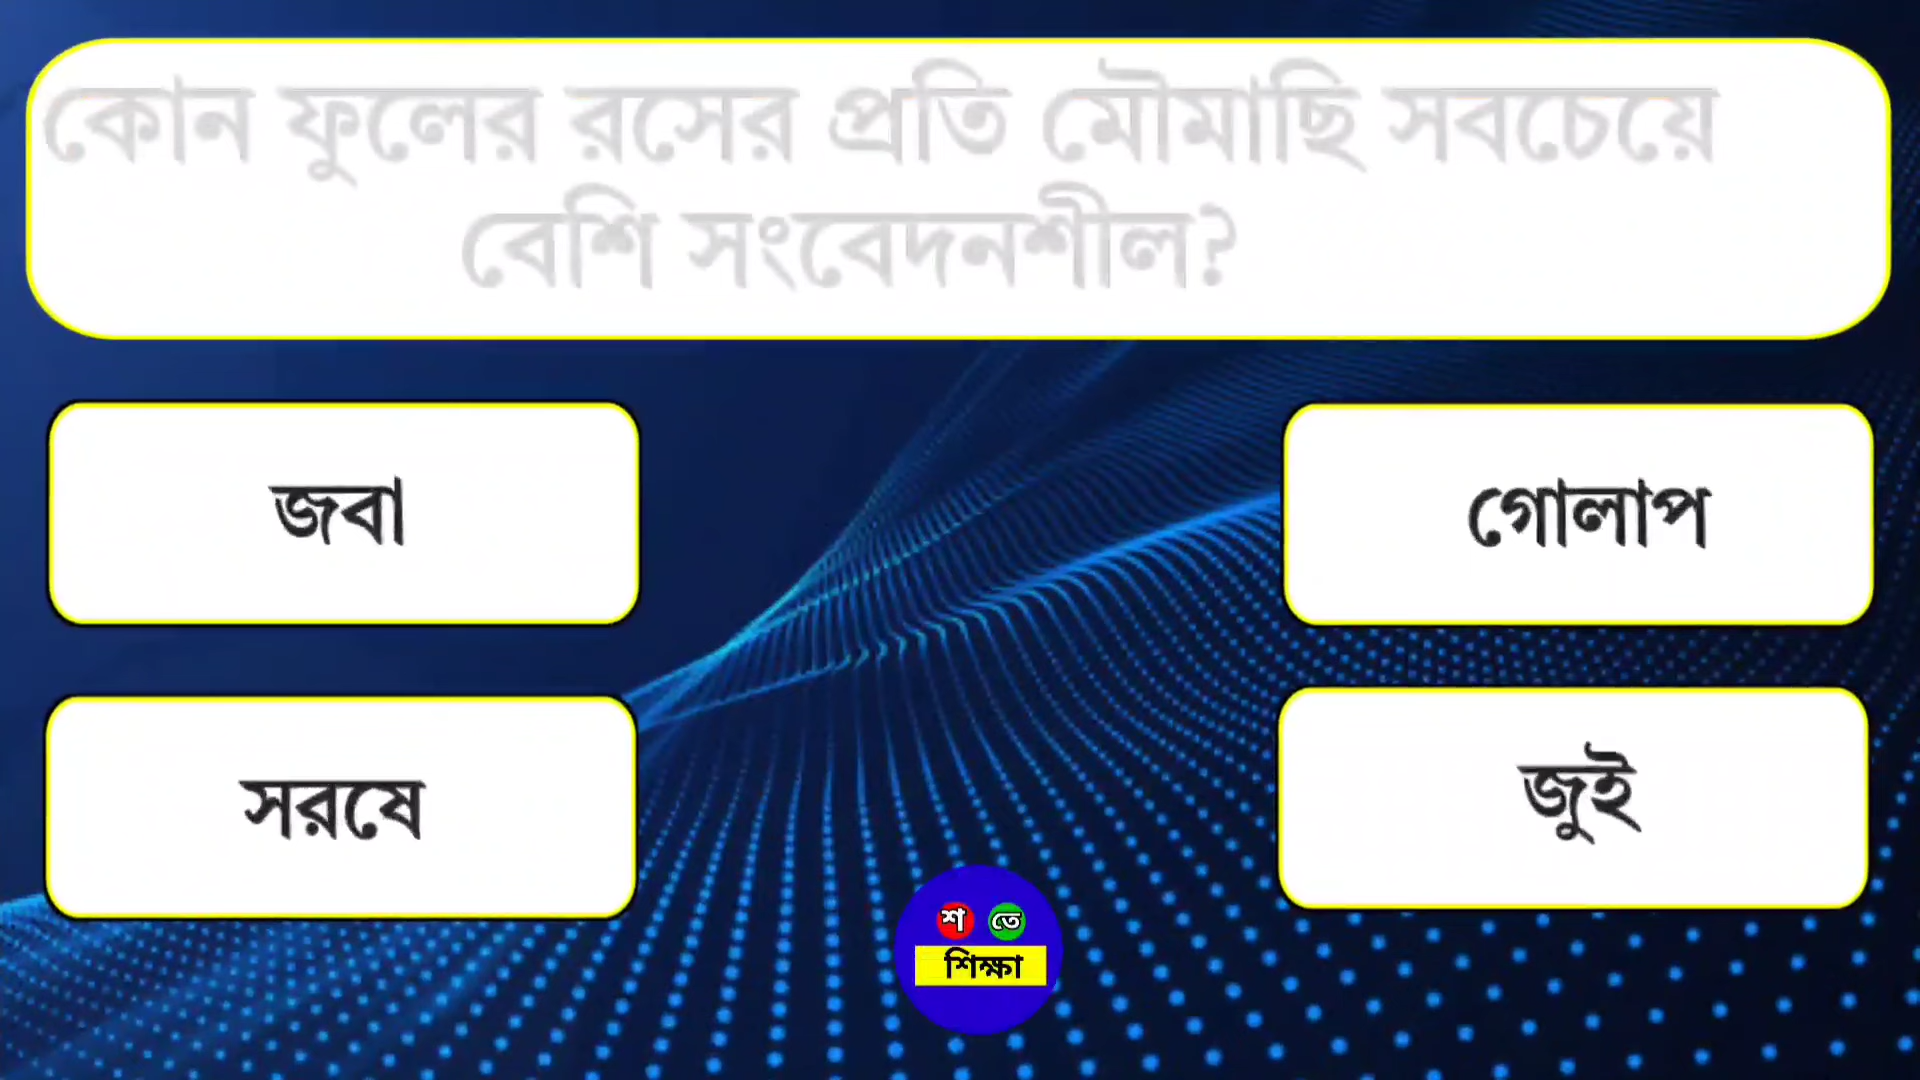 কোন ফুলের রসের প্রতি মৌমাছি সবচেয়ে
বেশি সংবেদনশীল?
জবা
গোলাপ
সরষে
জুই
শ তে
শিক্ষা